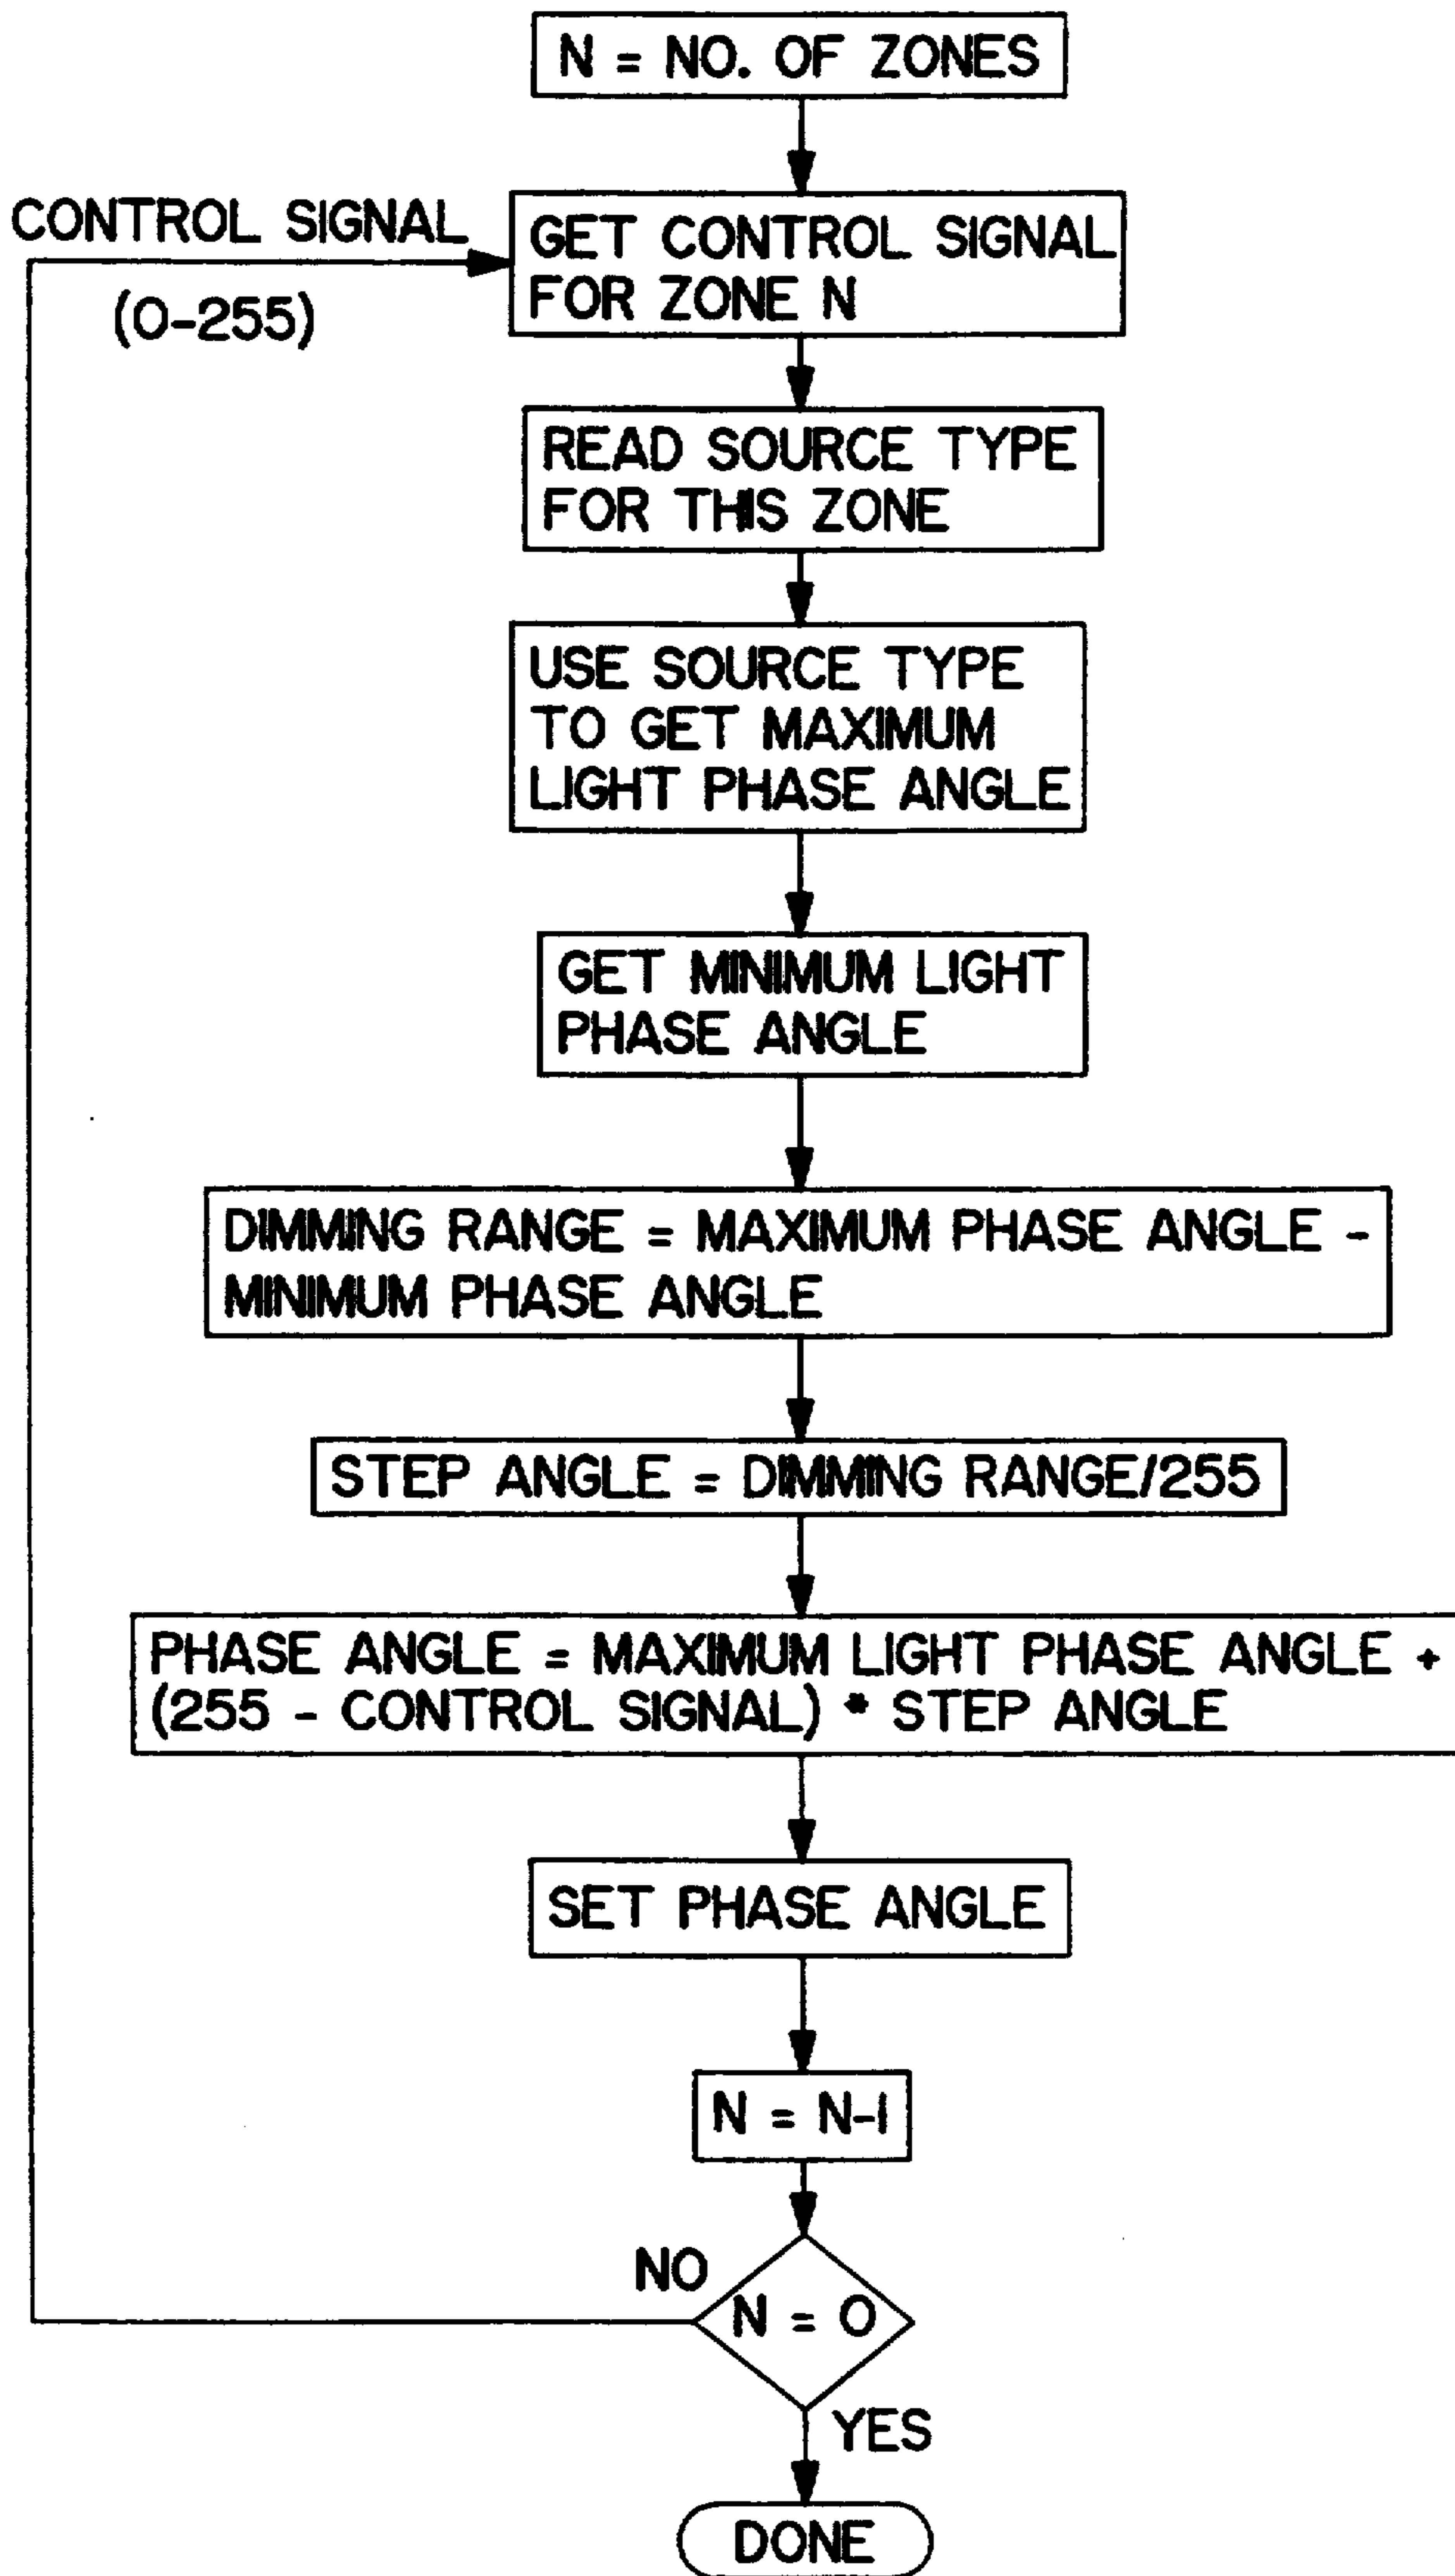 N = NO. OF ZONES
CONTROL SIGNAL
(0-255)
GET CONTROL SIGNAL
FOR ZONE N
READ SOURCE TYPE
FOR THIS ZONE
USE SOURCE TYPE
TO GET MAXIMUM
LIGHT PHASE ANGLE
GET MINIMUM LIGHT
PHASE ANGLE
DIMMING RANGE = MAXIMUM PHASE ANGLE -
MINIMUM PHASE ANGLE
STEP ANGLE = DIMMING RANGE/255
PHASE ANGLE = MAXIMUM LIGHT PHASE ANGLE +
(255 - CONTROL SIGNAL) * STEP ANGLE
SET PHASE ANGLE
N = N-1
NO
N = 0
YES
DONE